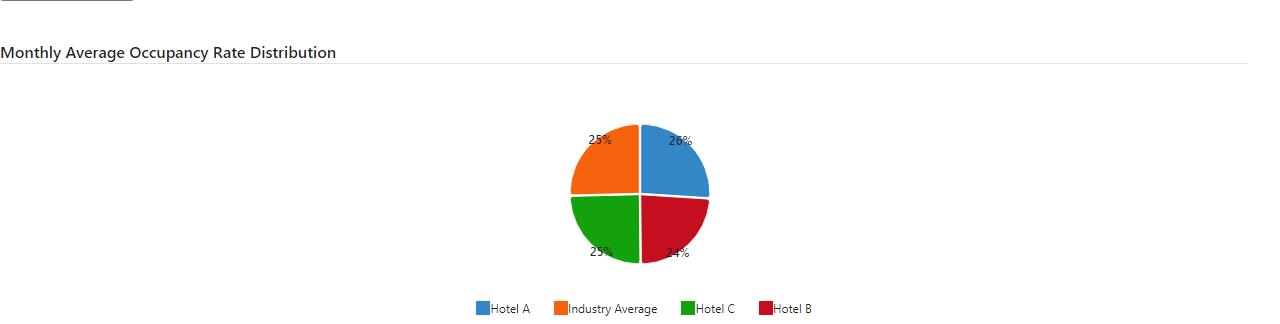 Monthly Average Occupancy Rate Distribution
25% 26%
25% 24%
Hotel A Industry Average Hotel C Hotel B